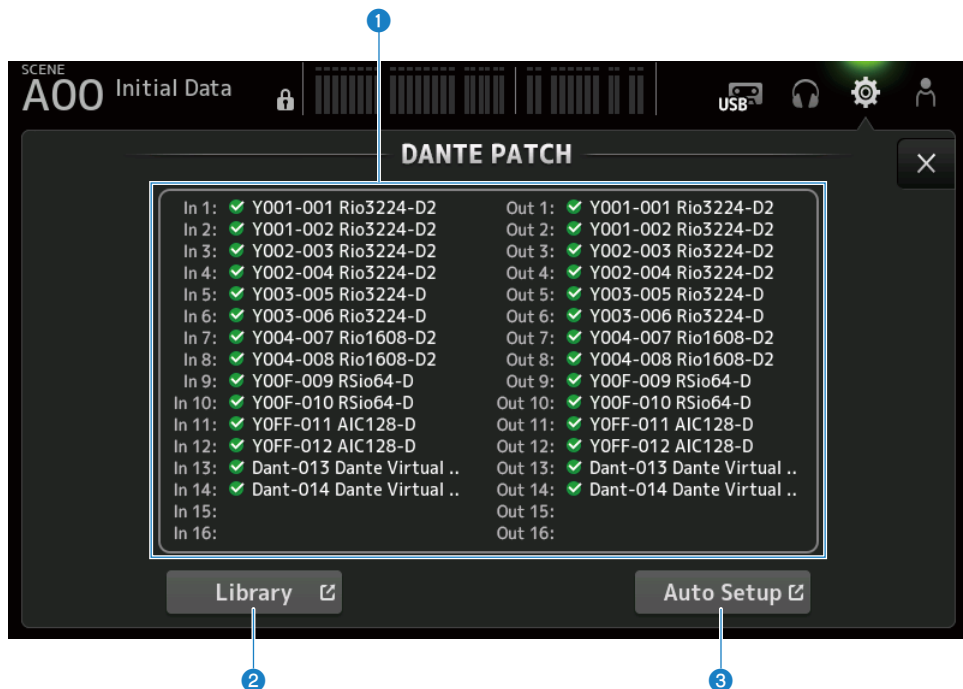 1
SCENE
A00 Initial Data
USB
DANTE PATCH
In 1: Y001-001 Rio3224-D2 Out 1: Y001-001 Rio3224-D2
In 2: Y001-002 Rio3224-D2 Out 2: Y001-002 Rio3224-D2
In 3: Y002-003 Rio3224-D2 Out 3: Y002-003 Rio3224-D2
In 4: Y002-004 Rio3224-D2 Out 4: Y002-004 Rio3224-D2
In 5: Y003-005 Rio3224-D Out 5: Y003-005 Rio3224-D
In 6: Y003-006 Rio3224-D Out 6: Y003-006 Rio3224-D
In 7: Y004-007 Rio1608-D2 Out 7: Y004-007 Rio1608-D2
In 8: Y004-008 Rio1608-D2 Out 8: Y004-008 Rio1608-D2
In 9: Y00F-009 RSio64-D Out 9: Y00F-009 RSio64-D
In 10: Y00F-010 RSio64-D Out 10: Y00F-010 RSio64-D
In 11: Y0FF-011 AIC128-D Out 11: Y0FF-011 AIC128-D
In 12: Y0FF-012 AIC128-D Out 12: Y0FF-012 AIC128-D
In 13: Dant-013 Dante Virtual .. Out 13: Dant-013 Dante Virtual ..
In 14: Dant-014 Dante Virtual .. Out 14: Dant-014 Dante Virtual ..
In 15: Out 15:
In 16: Out 16:
Library Auto Setup
2 3